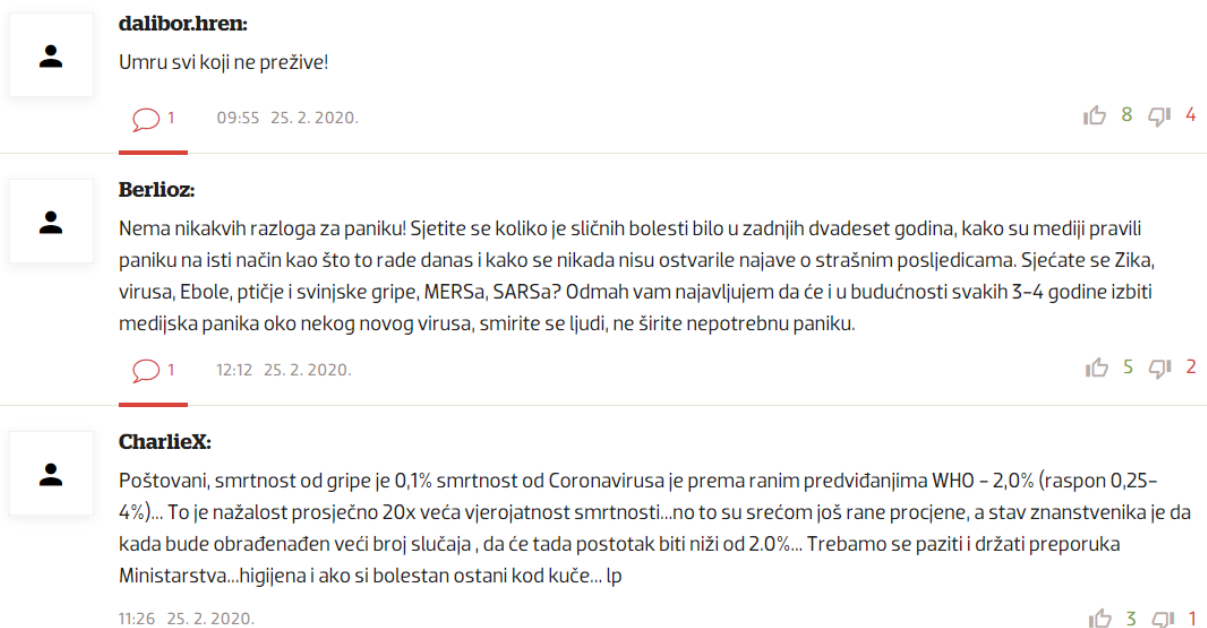 dalibor.hren:
Umru svi koji ne prežive!
1 09:55 25. 2. 2020. 8 4
Berlioz:
Nema nikakvih razloga za paniku! Sjetite se koliko je sličnih bolesti bilo u zadnjih dvadeset godina, kako su mediji pravili
paniku na isti način kao što to rade danas i kako se nikada nisu ostvarile najave o strašnim posljedicama. Sjećate se Zika,
virusa, Ebole, ptičje i svinjske gripe, MERSa, SARSa? Odmah vam najavljujem da će i u budućnosti svakih 3-4 godine izbiti
medijska panika oko nekog novog virusa, smirite se ljudi, ne širite nepotrebnu paniku.
1 12:12 25. 2. 2020. 5 2
CharlieX:
Poštovani, smrtnost od gripe je 0,1% smrtnost od Coronavirusa je prema ranim predviđanjima WHO - 2,0% (raspon 0,25-
4%)... To je nažalost prosječno 20x veća vjerojatnost smrtnosti...no to su srećom još rane procjene, a stav znanstvenika je da
kada bude obrađenađen veći broj slučaja , da će tada postotak biti niži od 2.0%... Trebamo se paziti i držati preporuka
Ministarstva...higijena i ako si bolestan ostani kod kuče... lp
11:26 25. 2. 2020. 3 1